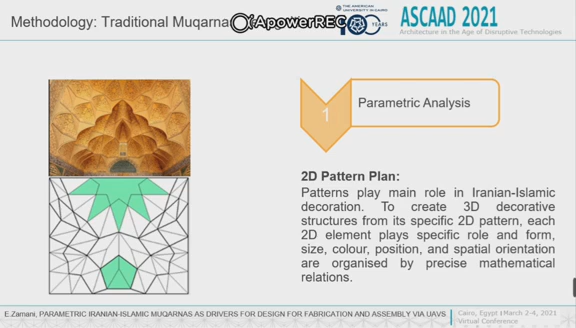 Methodology: Traditional Muqarna
ApowerREC
THE AMERICAN
UNIVERSITY IN CAIRO
100 YEARS
ASCAAD 2021
Architecture in the Age of Disruptive Technologies
1
Parametric Analysis
2D Pattern Plan:
Patterns play main role in Iranian-Islamic
decoration. To create 3D decorative
structures from its specific 2D pattern, each
2D element plays specific role and form,
size, colour, position, and spatial orientation
are organised by precise mathematical
relations.
E.Zamani, PARAMETRIC IRANIAN-ISLAMIC MUQARNAS AS DRIVERS FOR DESIGN FOR FABRICATION AND ASSEMBLY VIA UAVS
Cairo, Egypt |March 2-4, 2021
Virtual Conference